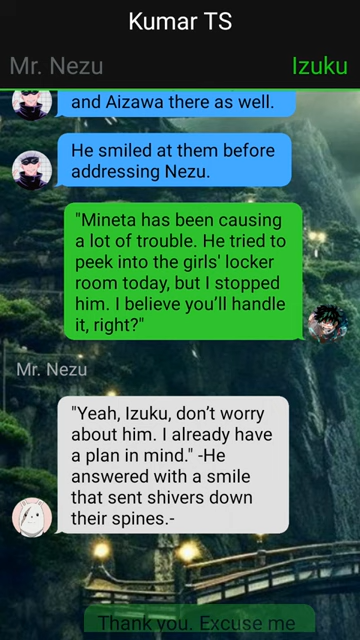 Kumar TS
Mr. Nezu Izuku
and Aizawa there as well.
He smiled at them before
addressing Nezu.
"Mineta has been causing
a lot of trouble. He tried to
peek into the girls' locker
room today, but I stopped
him. I believe you’ll handle
it, right?"
Mr. Nezu
"Yeah, Izuku, don’t worry
about him. I already have
a plan in mind." -He
answered with a smile
that sent shivers down
their spines.-
Thank you. Excuse me